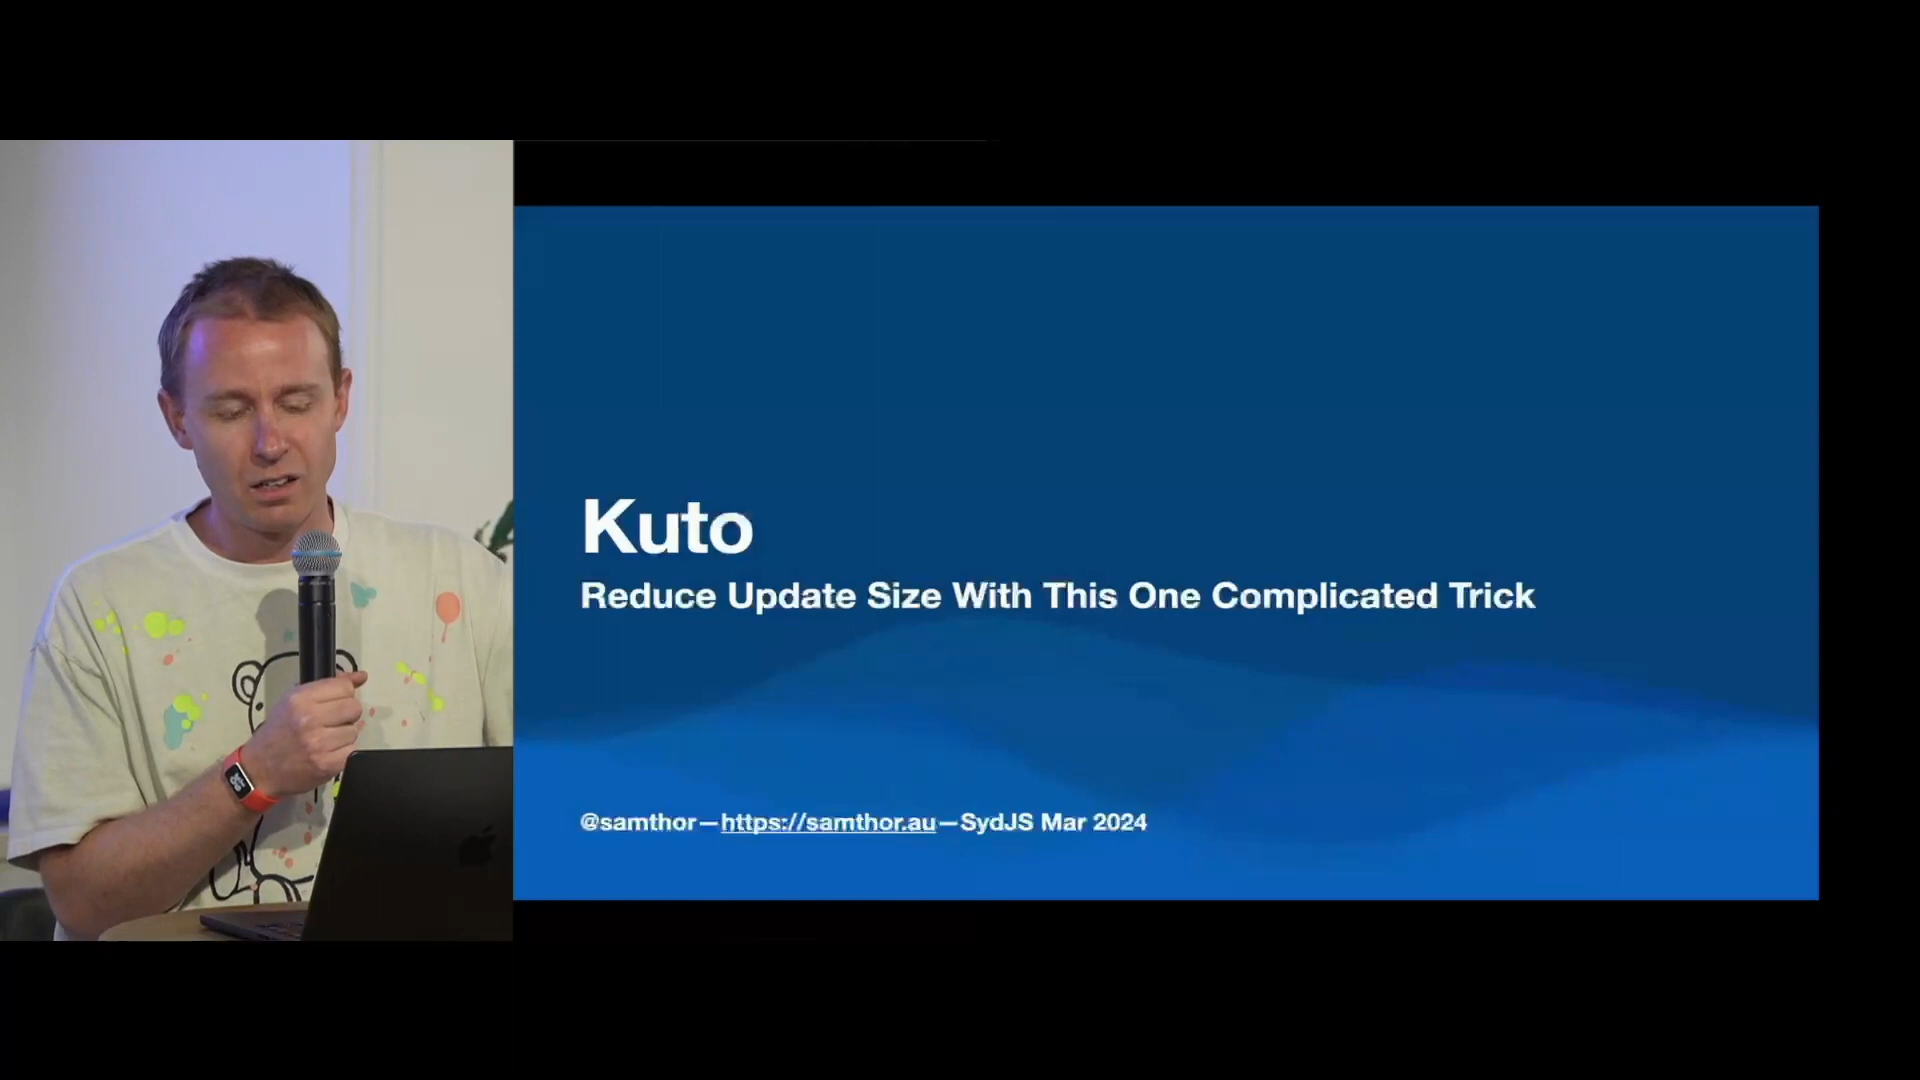 Kuto
Reduce Update Size With This One Complicated Trick
@samthor—https://samthor.au—SydJS Mar 2024